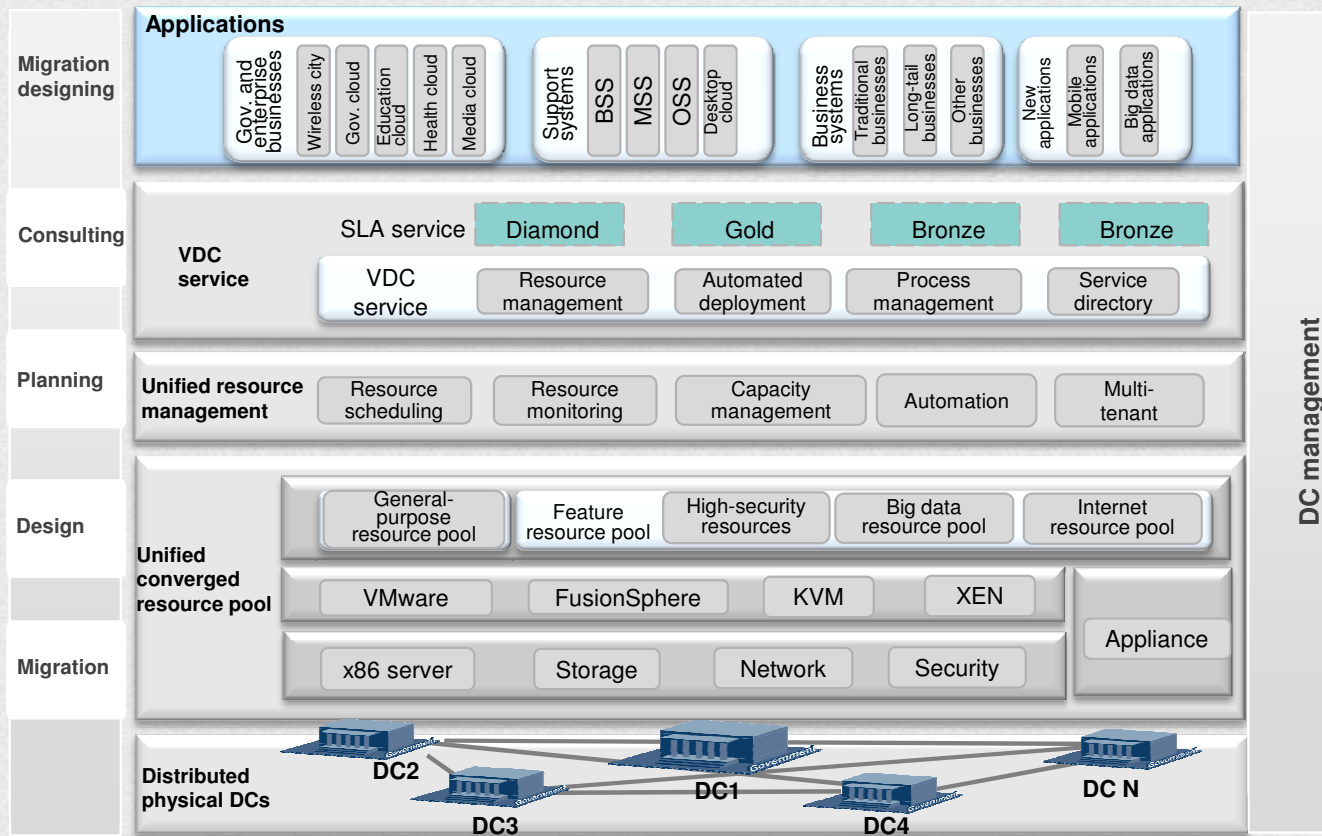 Migration
designing
Consulting
Planning
Design
Migration
Applications
Gov. and
enterprise
businesses
Wireless city
Gov. cloud
Education
cloud
Health cloud
Media cloud
Support
systems
BSS
MSS
OSS
Desktop
cloud
Business
systems
Traditional
businesses
Long-tail
businesses
Other
businesses
New
applications
Mobile
applications
Big data
applications
VDC
service
SLA service
Diamond
Gold
Bronze
Bronze
VDC
service
Resource
management
Automated
deployment
Process
management
Service
directory
Unified resource
management
Resource
scheduling
Resource
monitoring
Capacity
management
Automation
Multi-
tenant
Unified
converged
resource pool
General-
purpose
resource pool
Feature
resource pool
High-security
resources
Big data
resource pool
Internet
resource pool
VMware
FusionSphere
KVM
XEN
Appliance
x86 server
Storage
Network
Security
Distributed
physical DCs
Government
DC2
Government
DC3
Government
DC1
Government
DC4
Government
DC N
DC management